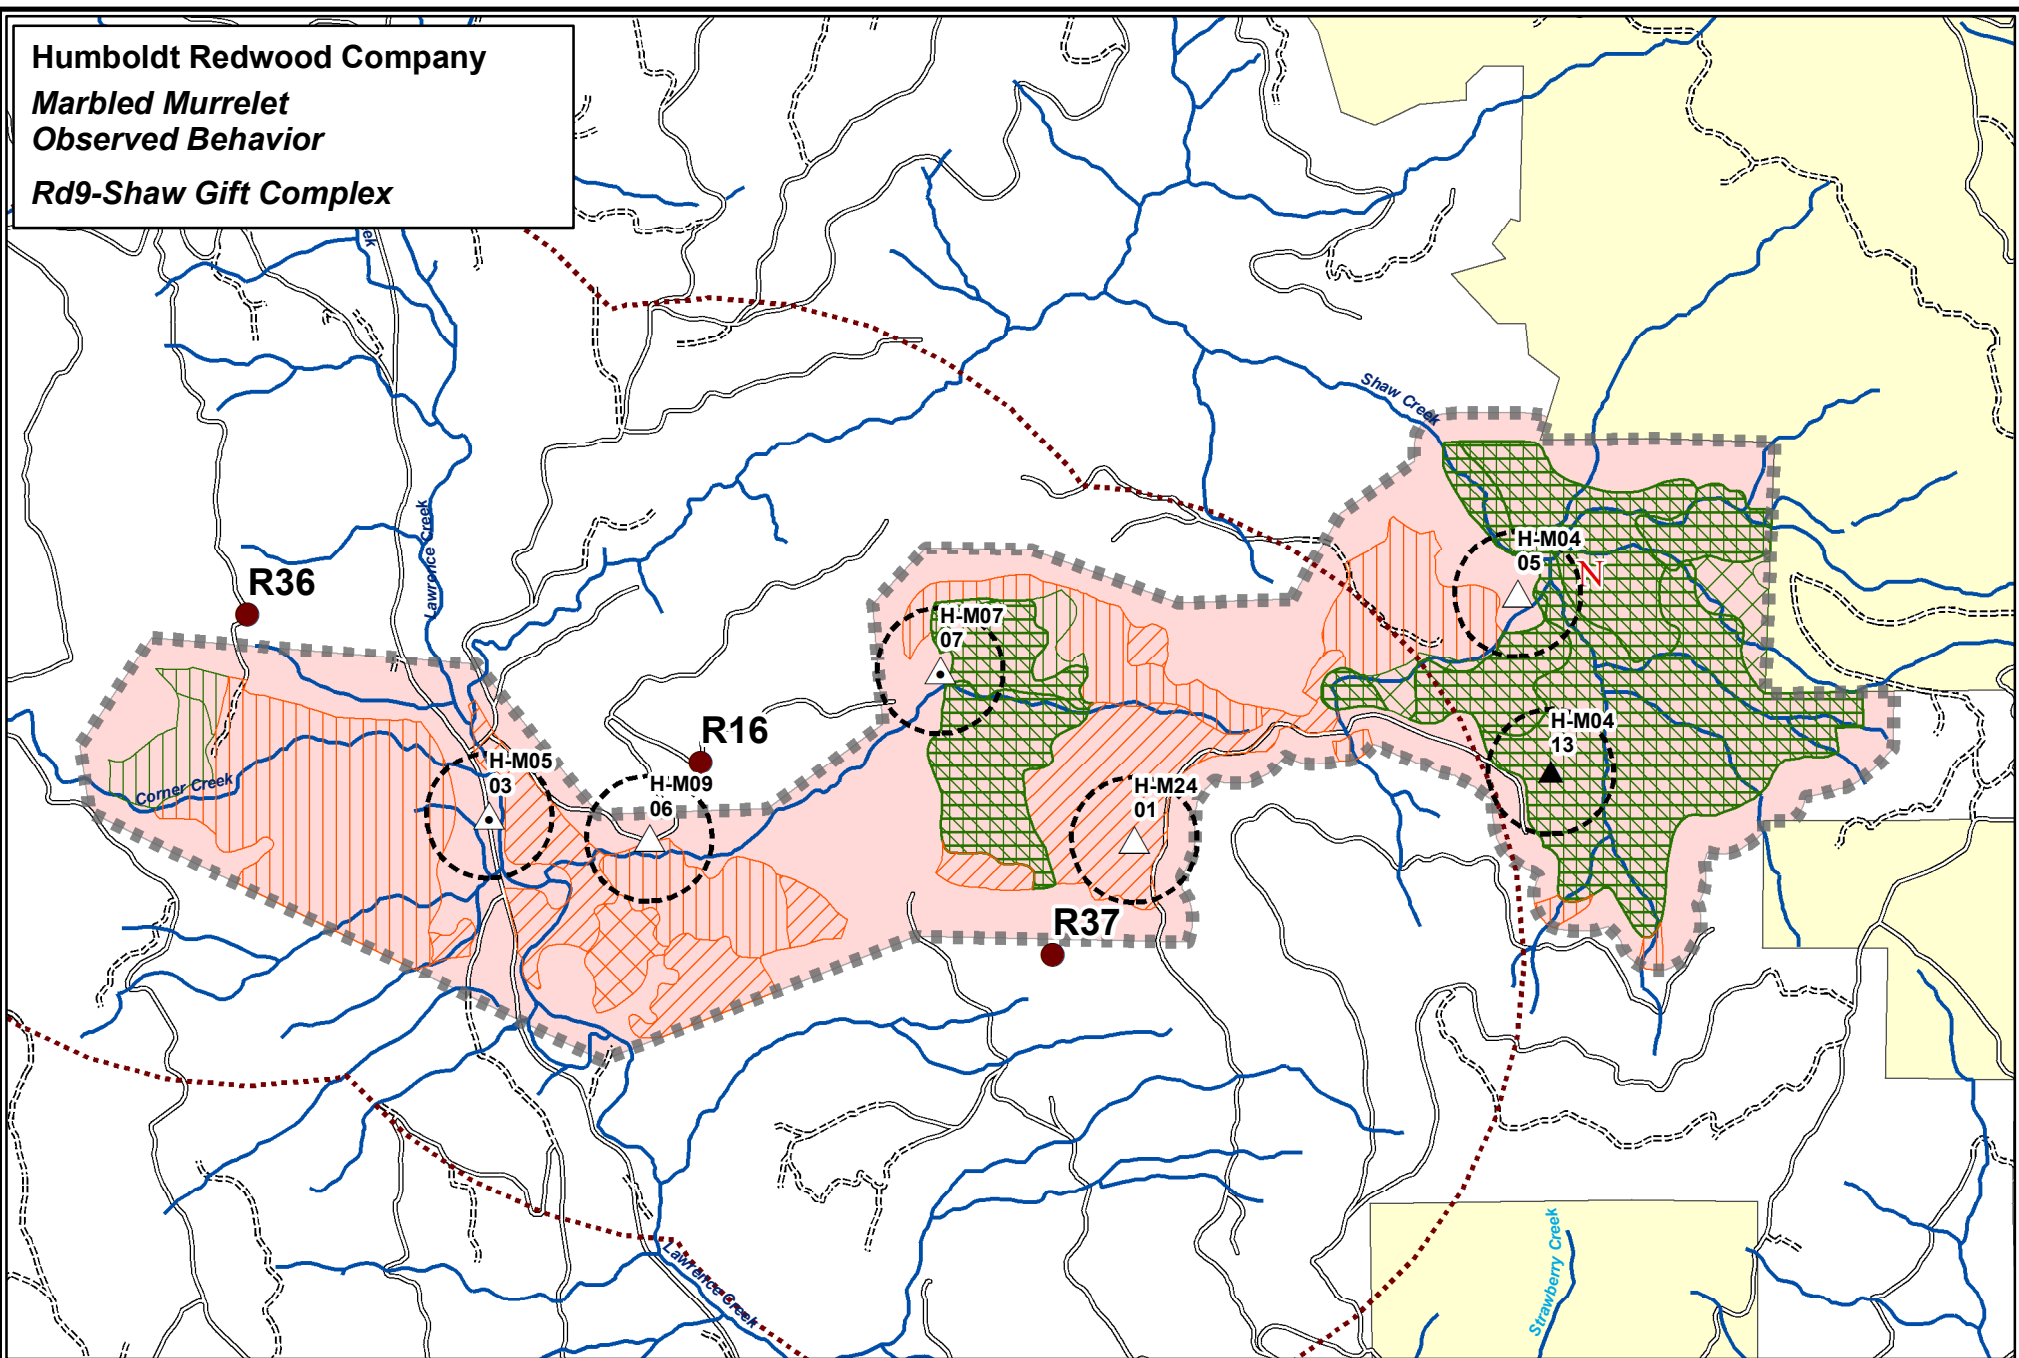 Humboldt Redwood Company
Marbled Murrelet
Observed Behavior
Rd9-Shaw Gift Complex
ek
Shaw Creek
Lawrence Creek
H-M04
05
N
R36
H-M07
07
R16
H-M04
13
H-M05
03
Corner Creek
H-M09
06
H-M24
01
R37
Lawrence Creek
Strawberry Creek